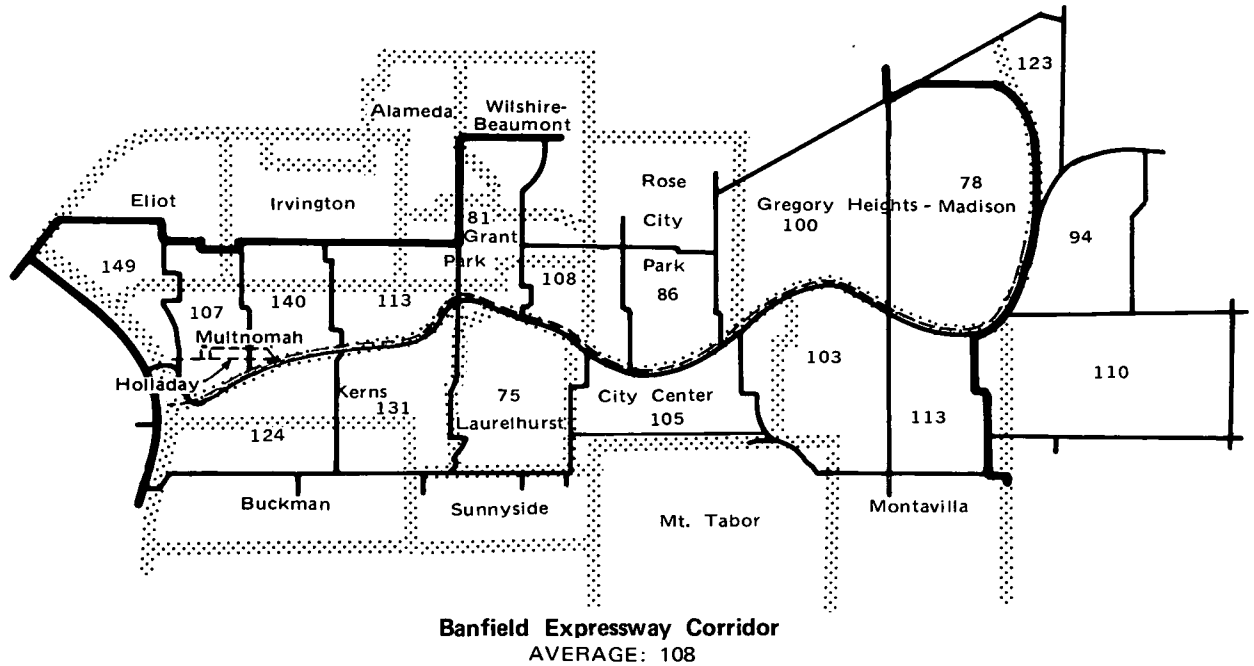 123
Alameda
Wilshire-
Beaumont
Rose
City
Park
86
Eliot
Irvington
78
Gregory Heights - Madison
100
81
Grant
Park
94
149
108
107
140
113
Multnomah
Holladay
103
110
Kerns
131
75
Laurelhurst
City Center
105
113
124
Buckman
Sunnyside
Mt. Tabor
Montavilla
Banfield Expressway Corridor
AVERAGE: 108